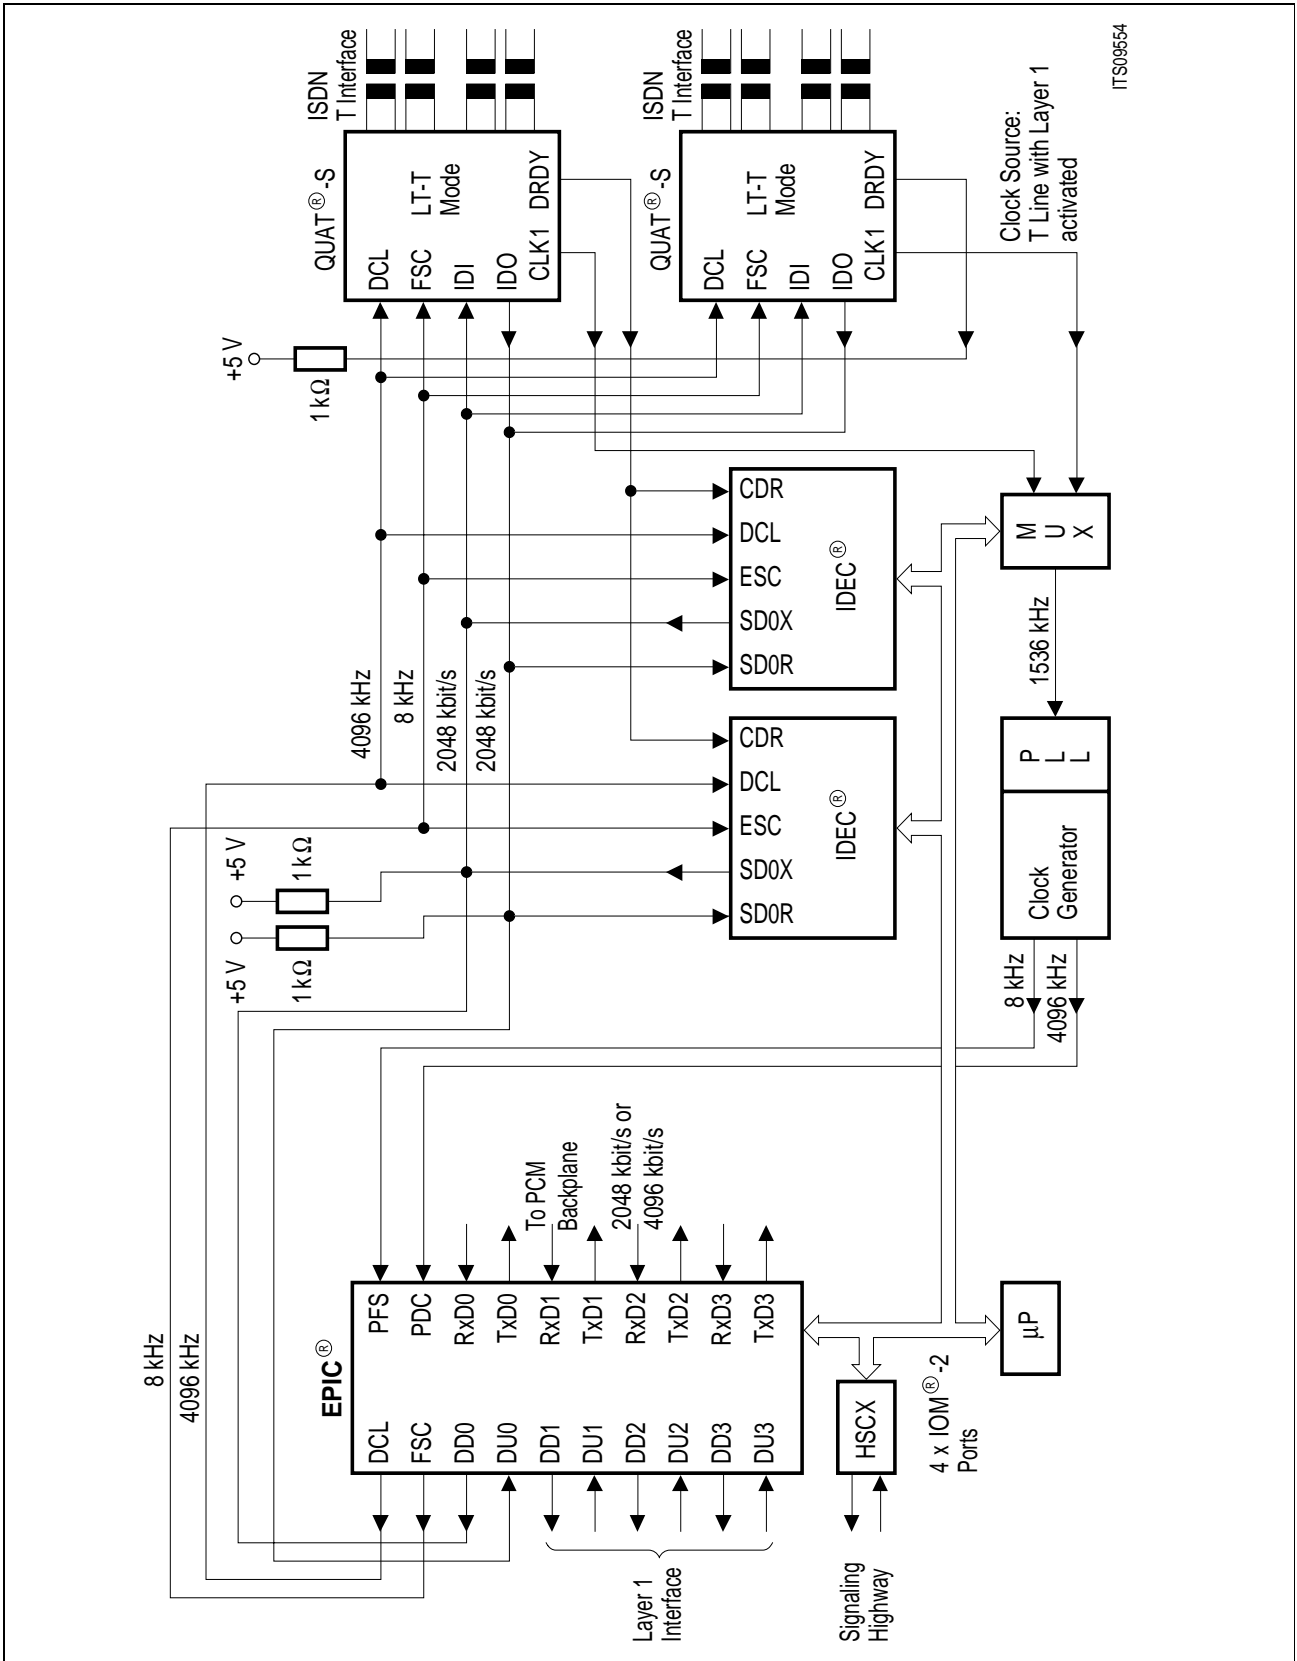 ISDN
T Interface
ISDN
T Interface
ITS09554
QUAT®-S
LT-T
Mode
DCL
FSC
IDI
IDO
CLK1
DRDY
QUAT®-S
LT-T
Mode
DCL
FSC
IDI
IDO
CLK1
DRDY
Clock Source:
T Line with Layer 1
activated
+5 V
1 kΩ
CDR
DCL
ESC
SD0X
SD0R
IDEC®
MUX
1536 kHz
4096 kHz
8 kHz
2048 kbit/s
2048 kbit/s
CDR
DCL
ESC
SD0X
SD0R
IDEC®
PLL
Clock
Generator
8 kHz
4096 kHz
+5 V
1 kΩ
+5 V
1 kΩ
To PCM
Backplane
2048 kbit/s or
4096 kbit/s
8 kHz
4096 kHz
EPIC®
PFS
PDC
RxD0
TxD0
RxD1
TxD1
RxD2
TxD2
RxD3
TxD3
DCL
FSC
DD0
DU0
DD1
DU1
DD2
DU2
DD3
DU3
µP
HSCX
4 x IOM®-2
Ports
Layer 1
Interface
Signaling
Highway